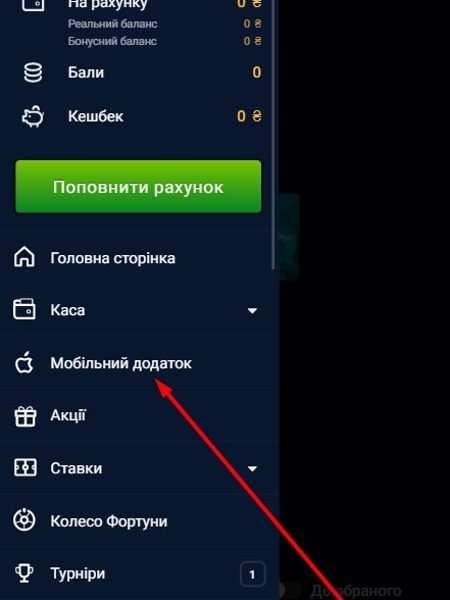 На рахунку 0 ₴
Реальний баланс 0 ₴
Бонусний баланс 0 ₴
Бали 0
Кешбек 0 ₴
Поповнити рахунок
Головна сторінка
Каса
Мобільний додаток
Акції
Ставки
Колесо Фортуни
Турніри 1
До обраного